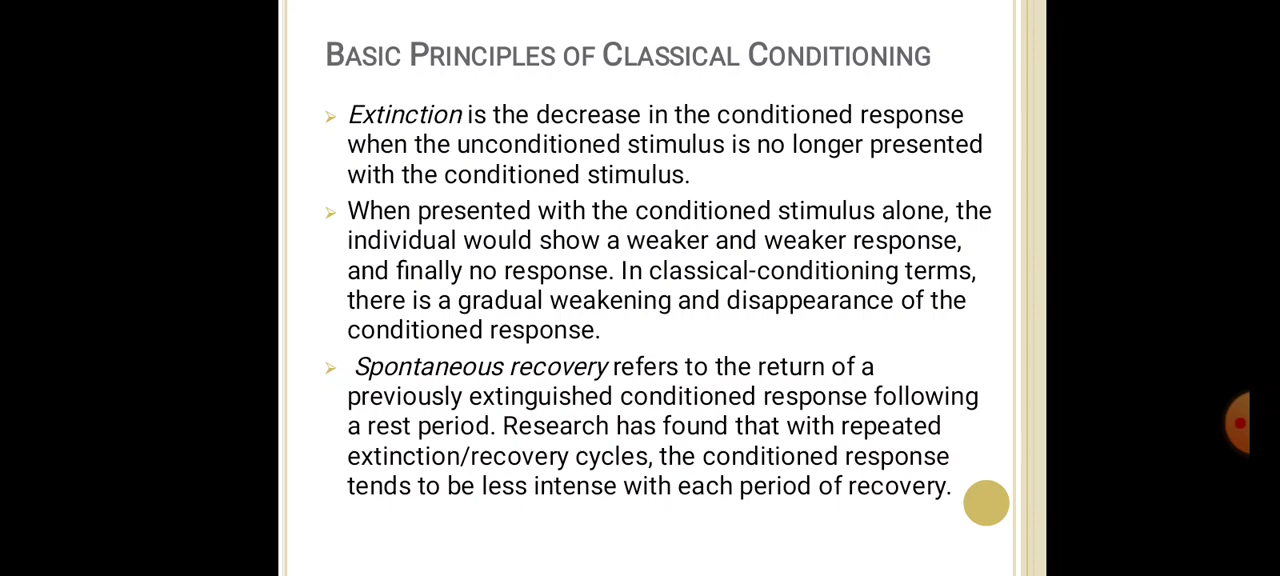 BASIC PRINCIPLES OF CLASSICAL CONDITIONING
Extinction is the decrease in the conditioned response
when the unconditioned stimulus is no longer presented
with the conditioned stimulus.
When presented with the conditioned stimulus alone, the
individual would show a weaker and weaker response,
and finally no response. In classical-conditioning terms,
there is a gradual weakening and disappearance of the
conditioned response.
Spontaneous recovery refers to the return of a
previously extinguished conditioned response following
a rest period. Research has found that with repeated
extinction/recovery cycles, the conditioned response
tends to be less intense with each period of recovery.